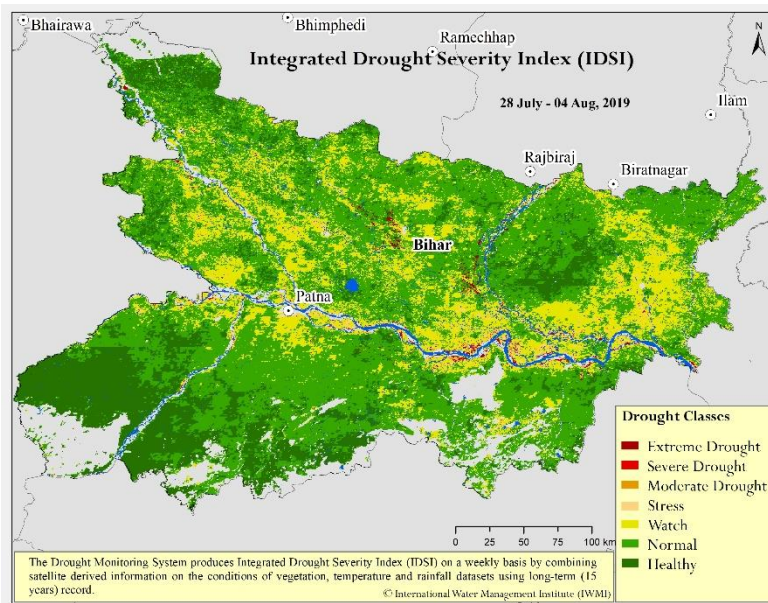 Bhairawa
Bhimphedi
Ramechhap
N
Integrated Drought Severity Index (IDSI)
28 July - 04 Aug, 2019
Ilam
Rajbiraj
Biratnagar
Bihar
Patna
Drought Classes
Extreme Drought
Severe Drought
Moderate Drought
Stress
Watch
Normal
Healthy
0 25 50 75 100 km
The Drought Monitoring System produces Integrated Drought Severity Index (IDSI) on a weekly basis by combining
satellite derived information on the conditions of vegetation, temperature and rainfall datasets using long-term (15
years) record.
© International Water Management Institute (IWMI)